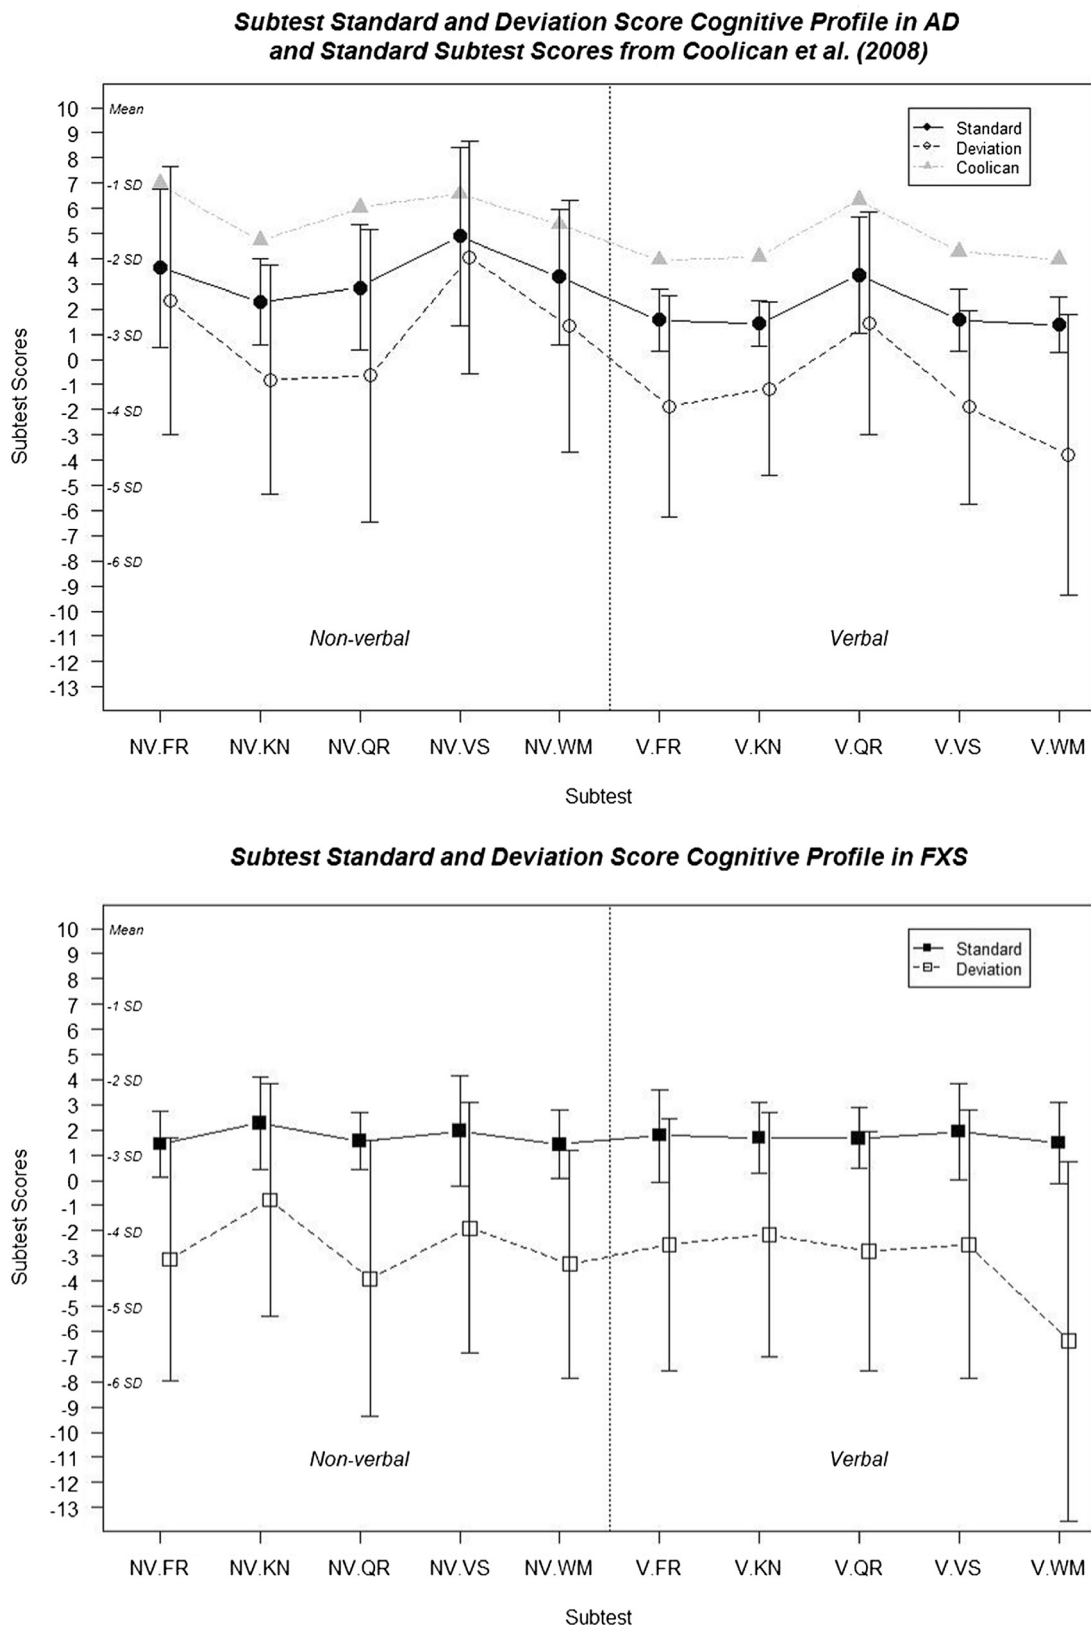 Subtest Standard and Deviation Score Cognitive Profile in AD
and Standard Subtest Scores from Coolican et al. (2008)
10
9
8
7
6
5
4
3
2
1
0
-1
-2
-3
-4
-5
-6
-7
-8
-9
-10
-11
-12
-13
Subtest Scores
Mean
-1 SD
-2 SD
-3 SD
-4 SD
-5 SD
-6 SD
Standard
Deviation
Coolican
Non-verbal
Verbal
NV.FR NV.KN NV.QR NV.VS NV.WM V.FR V.KN V.QR V.VS V.WM
Subtest
Subtest Standard and Deviation Score Cognitive Profile in FXS
10
9
8
7
6
5
4
3
2
1
0
-1
-2
-3
-4
-5
-6
-7
-8
-9
-10
-11
-12
-13
Subtest Scores
Mean
-1 SD
-2 SD
-3 SD
-4 SD
-5 SD
-6 SD
Standard
Deviation
Non-verbal
Verbal
NV.FR NV.KN NV.QR NV.VS NV.WM V.FR V.KN V.QR V.VS V.WM
Subtest